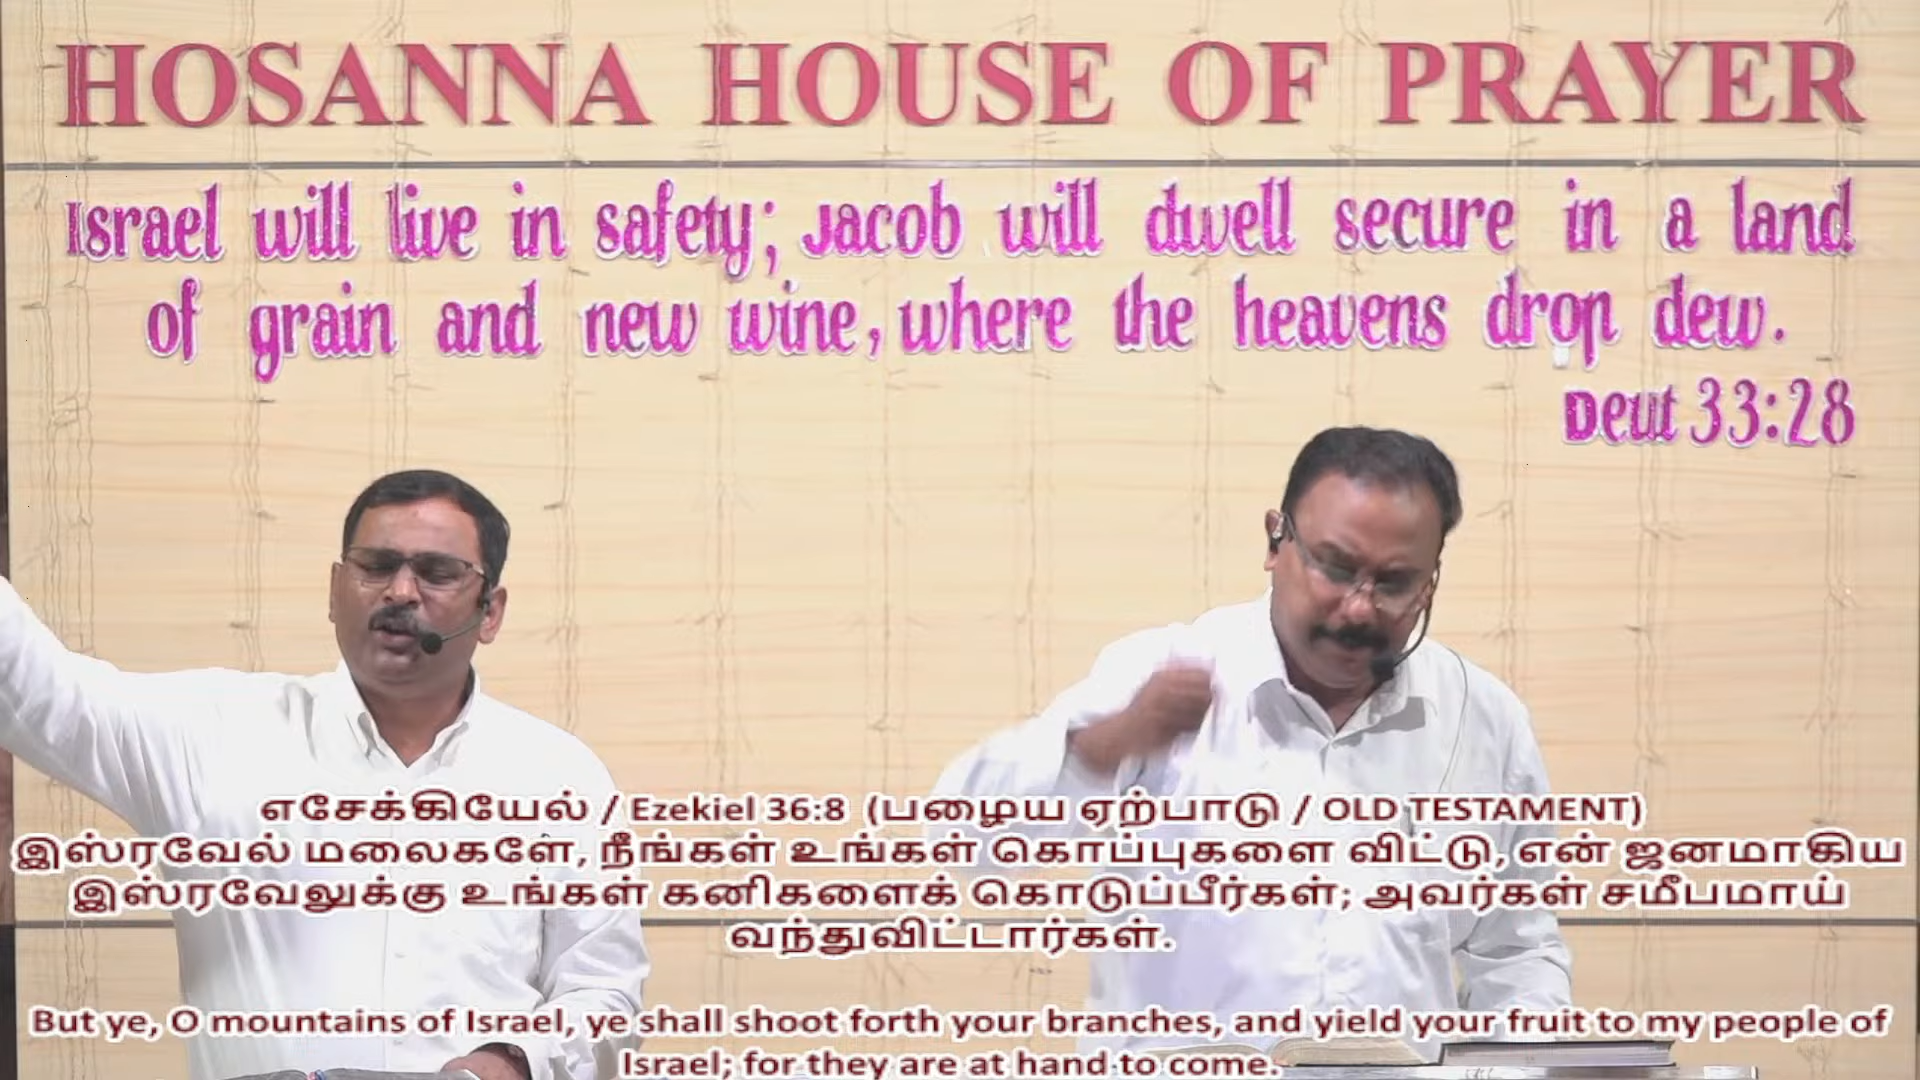 HOSANNA HOUSE OF PRAYER
Israel will live in safety; Jacob will dwell secure in a land
of grain and new wine, where the heavens drop dew.
Deut 33:28
எசேக்கியேல் / Ezekiel 36:8 (பழைய ஏற்பாடு / OLD TESTAMENT)
இஸ்ரவேல் மலைகளே, நீங்கள் உங்கள் கொப்புகளை விட்டு, என் ஜனமாகிய
இஸ்ரவேலுக்கு உங்கள் கனிகளைக் கொடுப்பீர்கள்; அவர்கள் சமீபமாய்
வந்துவிட்டார்கள்.
But ye, O mountains of Israel, ye shall shoot forth your branches, and yield your fruit to my people of
Israel; for they are at hand to come.